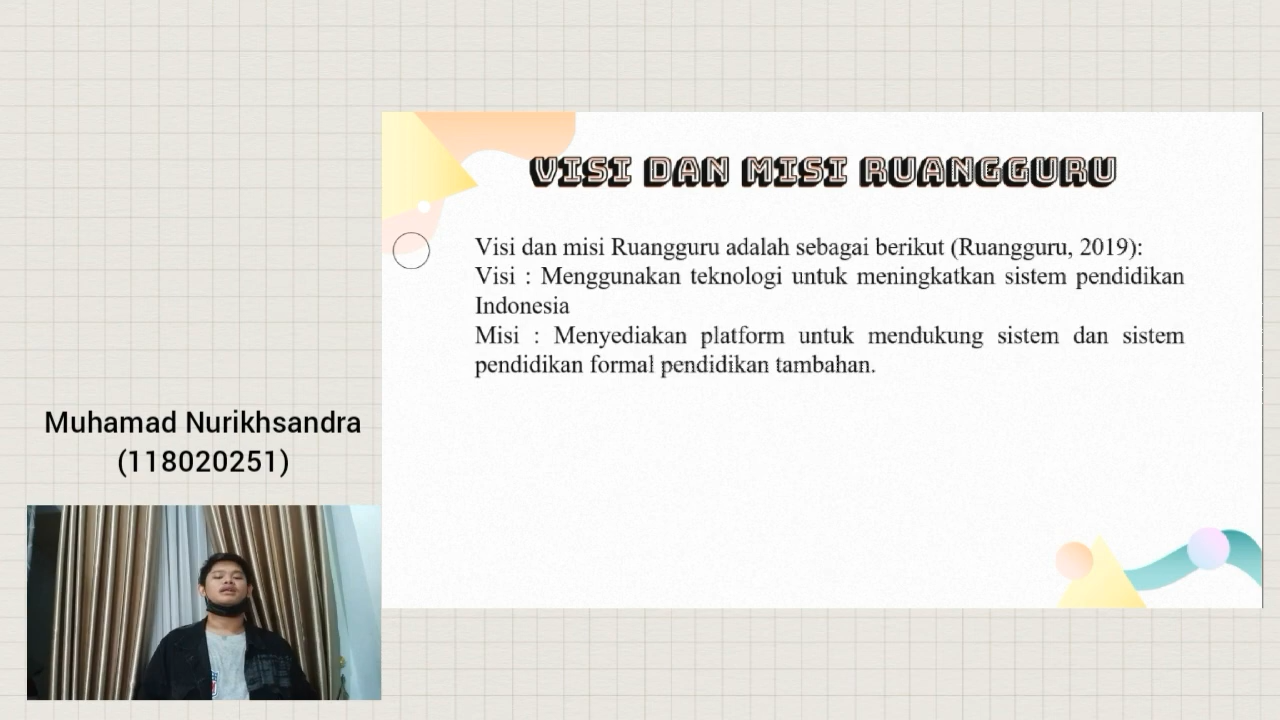 VISI DAN MISI RUANGGURU
Visi dan misi Ruangguru adalah sebagai berikut (Ruangguru, 2019):
Visi : Menggunakan teknologi untuk meningkatkan sistem pendidikan
Indonesia
Misi : Menyediakan platform untuk mendukung sistem dan sistem
pendidikan formal pendidikan tambahan.
Muhamad Nurikhsandra
(118020251)